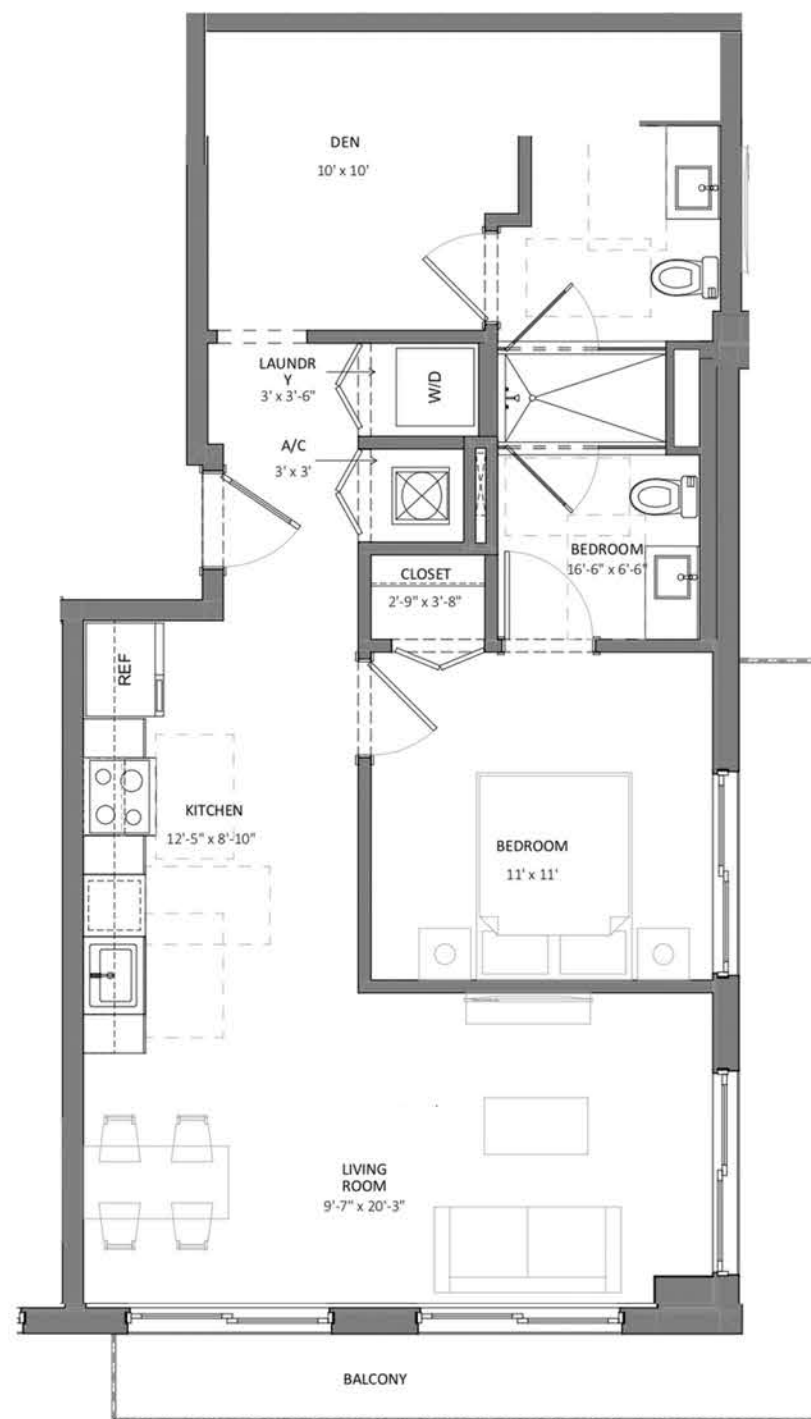 DEN
10' x 10'
LAUNDR
Y
3' x 3'-6"
W/D
A/C
3' x 3'
BEDROOM
16'-6" x 6'-6"
CLOSET
2'-9" x 3'-8"
REF
KITCHEN
12'-5" x 8'-10"
BEDROOM
11' x 11'
LIVING
ROOM
9'-7" x 20'-3"
BALCONY